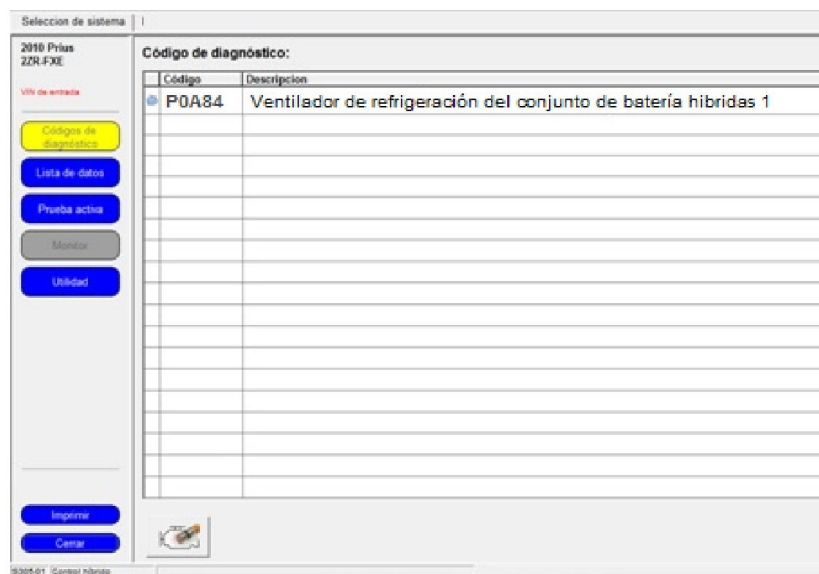 Seleccion de sistema
2010 Prius
2ZR-FXE
VIN de entrada
Códigos de
diagnóstico
Lista de datos
Prueba activa
Monitor
Utilidad
Imprimir
Cerrar
Código de diagnóstico:
Código Descripcion
P0A84 Ventilador de refrigeración del conjunto de batería hibridas 1
S305-01 Control híbrido